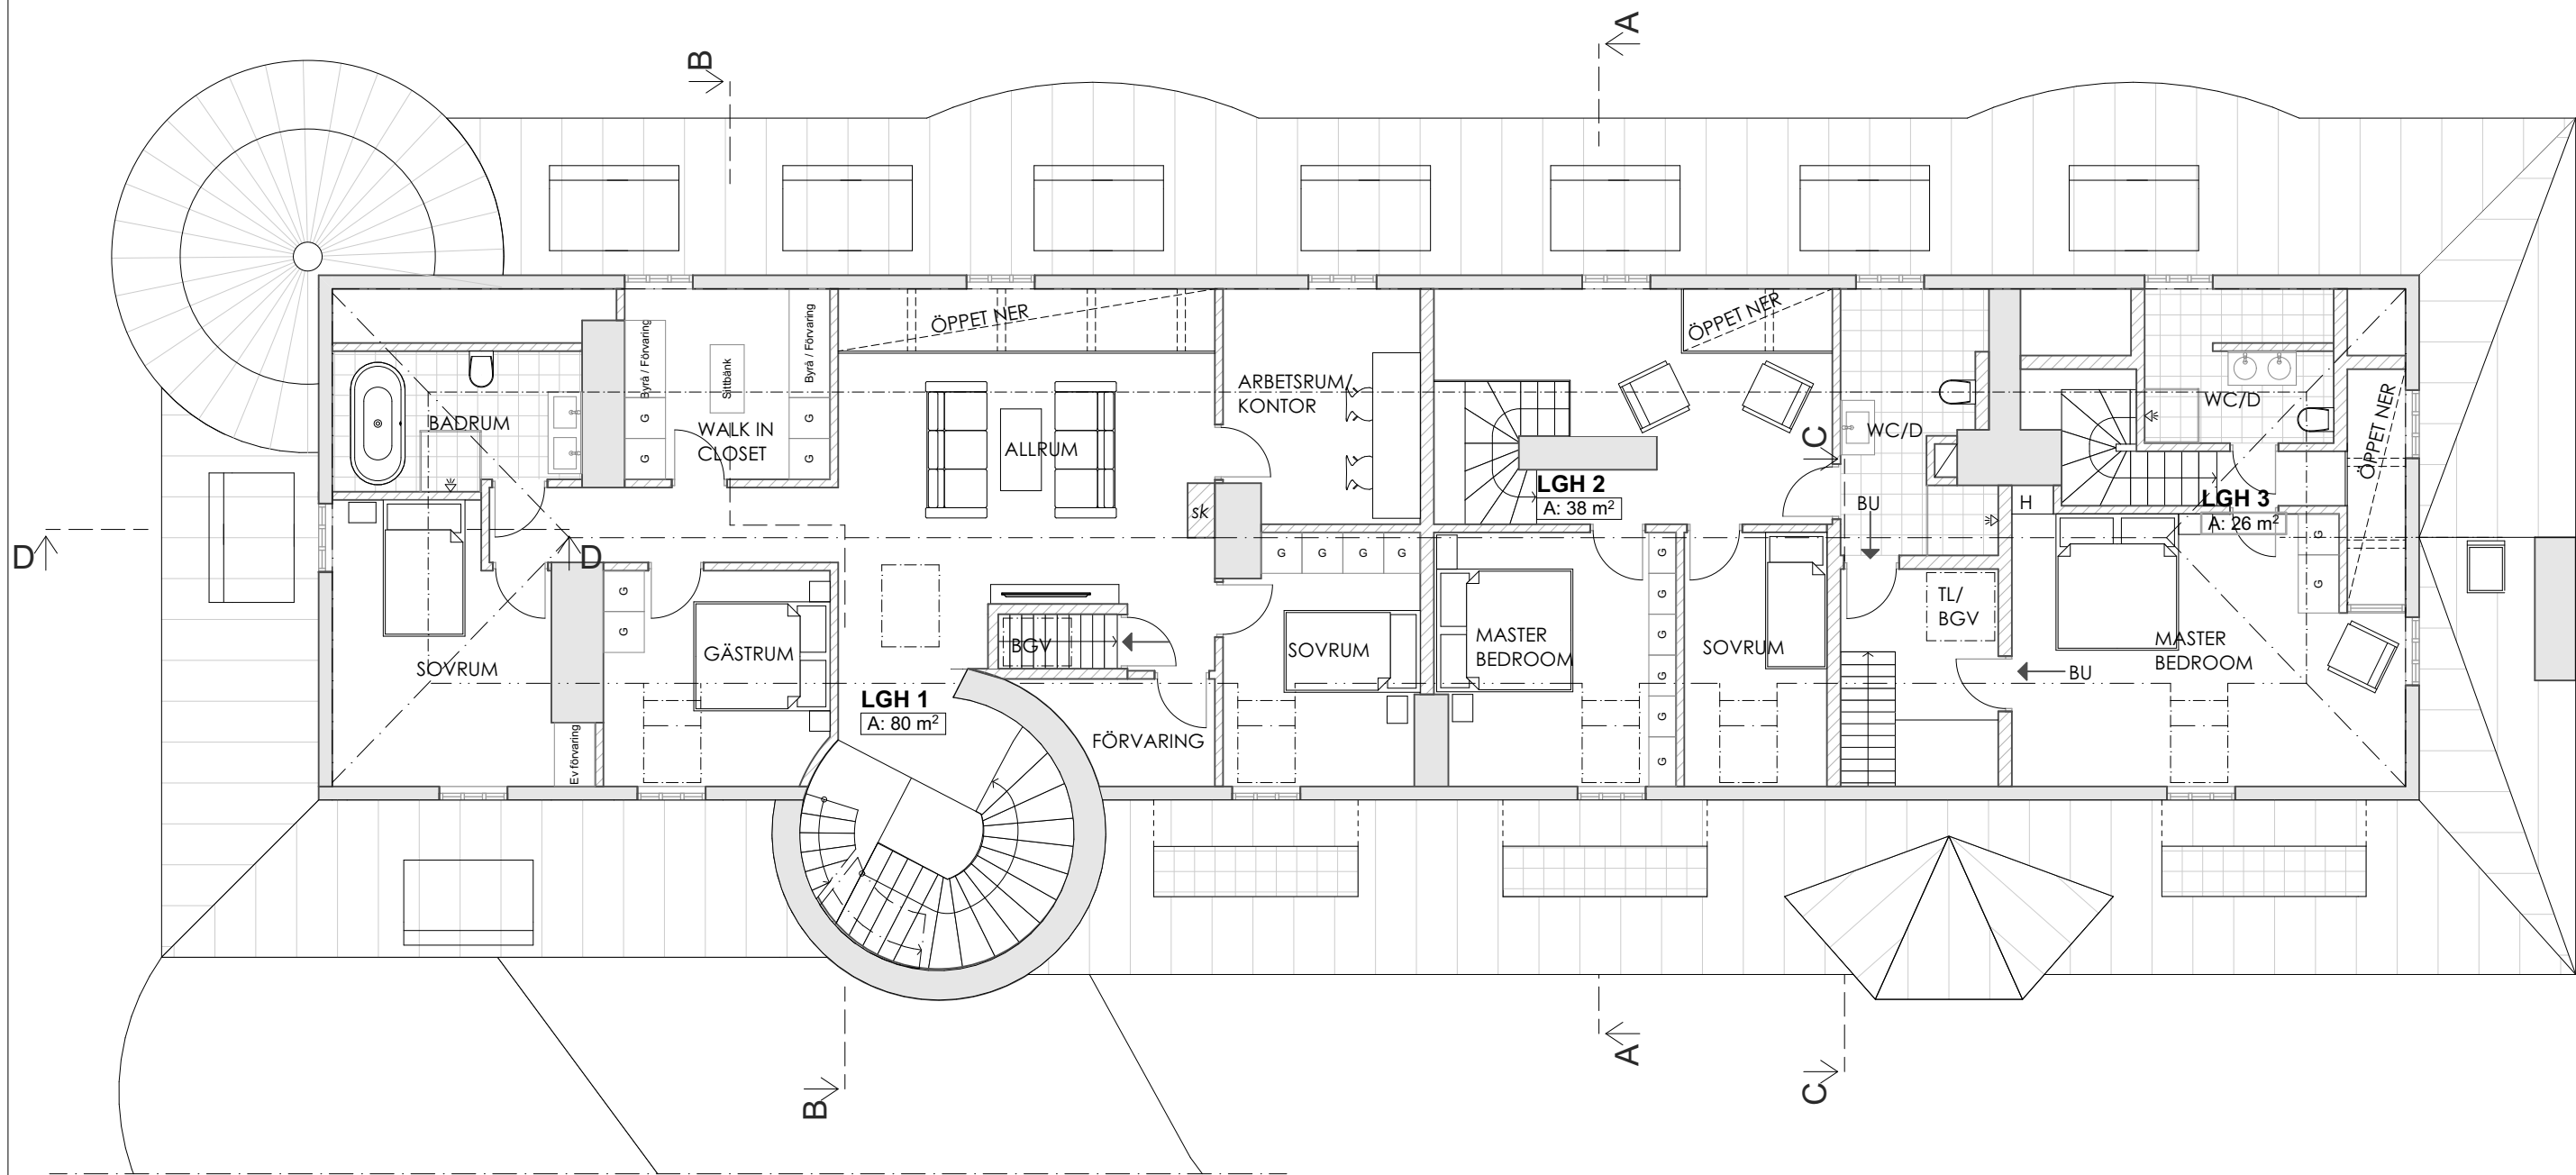 A
B
ÖPPET NER
ÖPPET NER
Byrå / Förvaring
Sittbänk
Byrå / Förvaring
ARBETSRUM/
KONTOR
BADRUM
WALK IN
CLOSET
G
G
G
G
ALLRUM
C
WC/D
WC/D
ÖPPET NER
LGH 2
A: 38 m²
LGH 3
A: 26 m²
sk
BU
H
D
D
G
G
G
G
G
G
G
G
G
G
G
G
G
G
TL/
BGV
BGV
SOVRUM
GÄSTRUM
SOVRUM
MASTER
BEDROOM
SOVRUM
MASTER
BEDROOM
BU
LGH 1
A: 80 m²
FÖRVARING
Ev förvaring
A
B
C